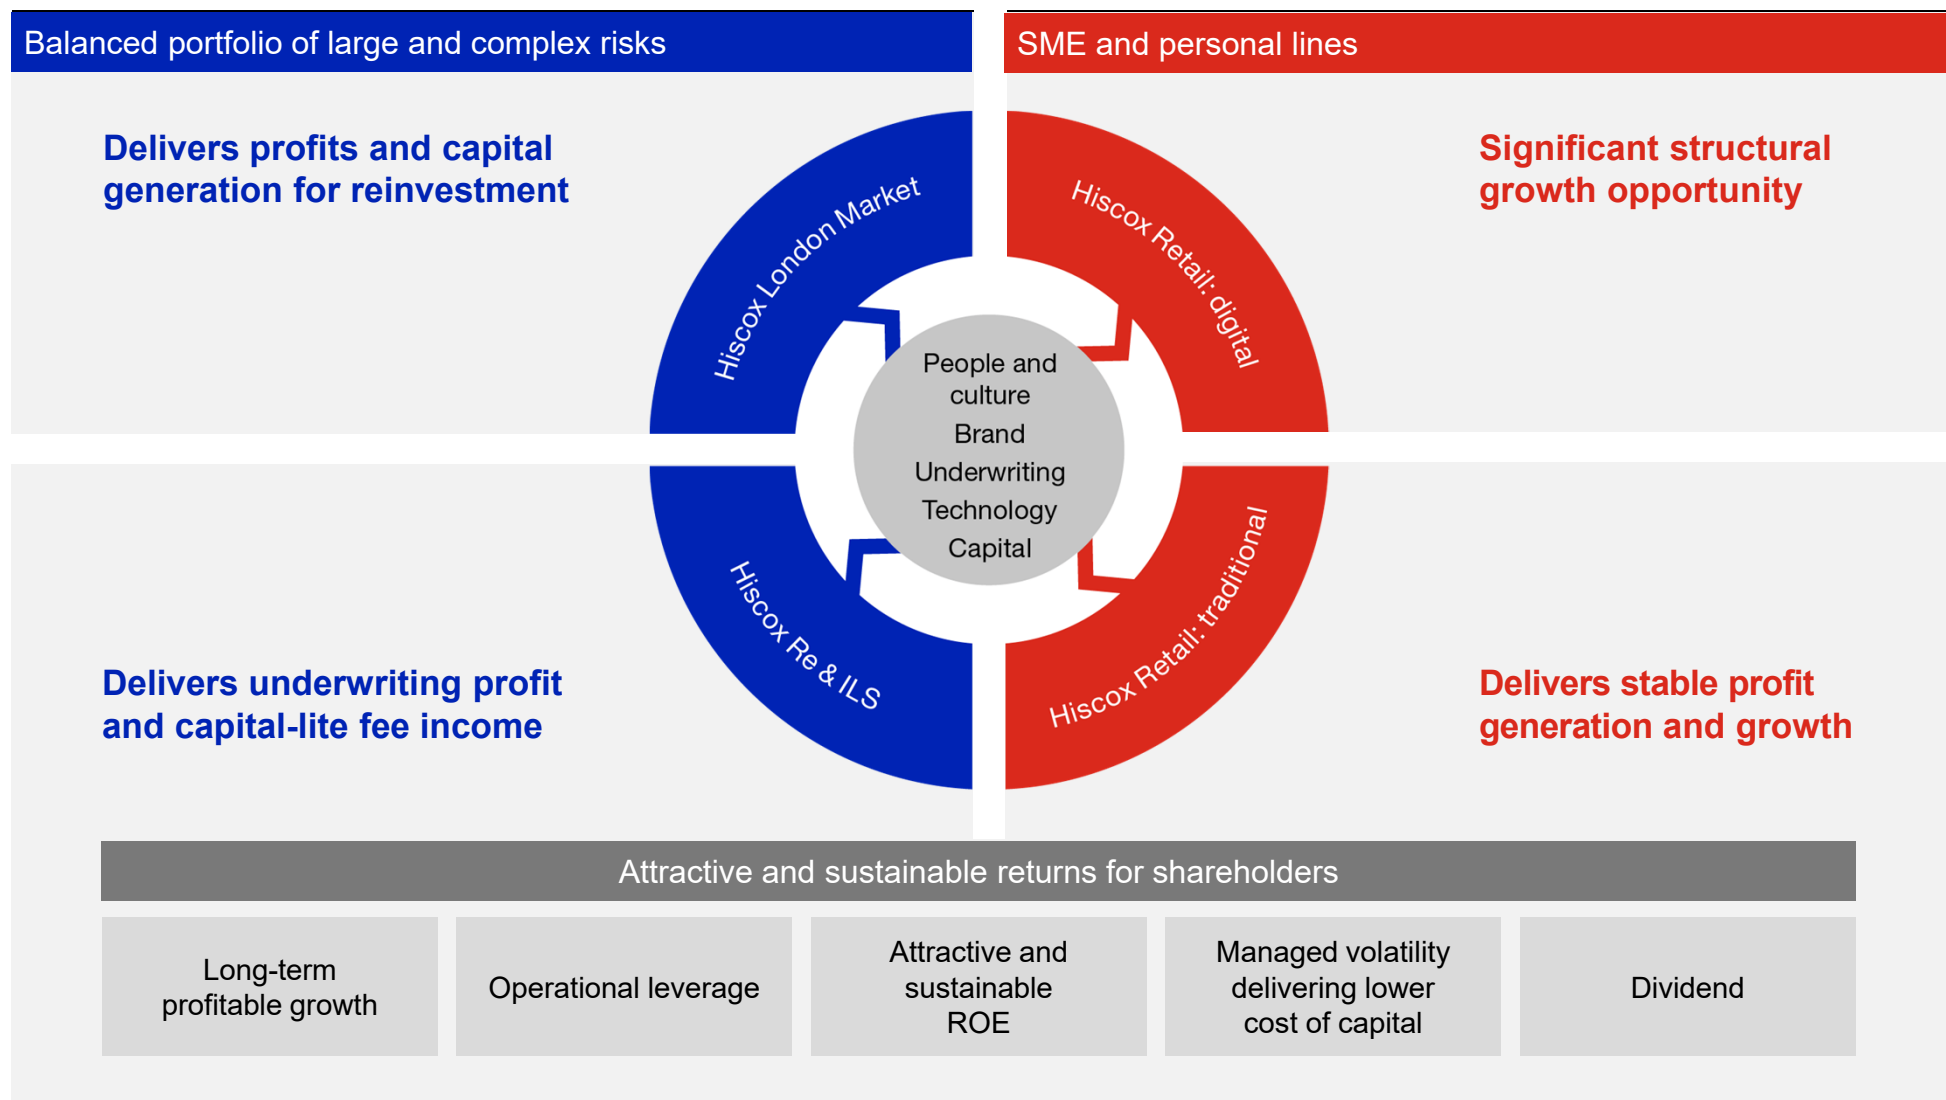 Balanced portfolio of large and complex risks
SME and personal lines
Delivers profits and capital
generation for reinvestment
Significant structural
growth opportunity
Hiscox London Market
Hiscox Retail: digital
People and
culture
Brand
Underwriting
Technology
Capital
Hiscox Re & ILS
Hiscox Retail: traditional
Delivers underwriting profit
and capital-lite fee income
Delivers stable profit
generation and growth
Attractive and sustainable returns for shareholders
Long-term
profitable growth
Operational leverage
Attractive and
sustainable
ROE
Managed volatility
delivering lower
cost of capital
Dividend